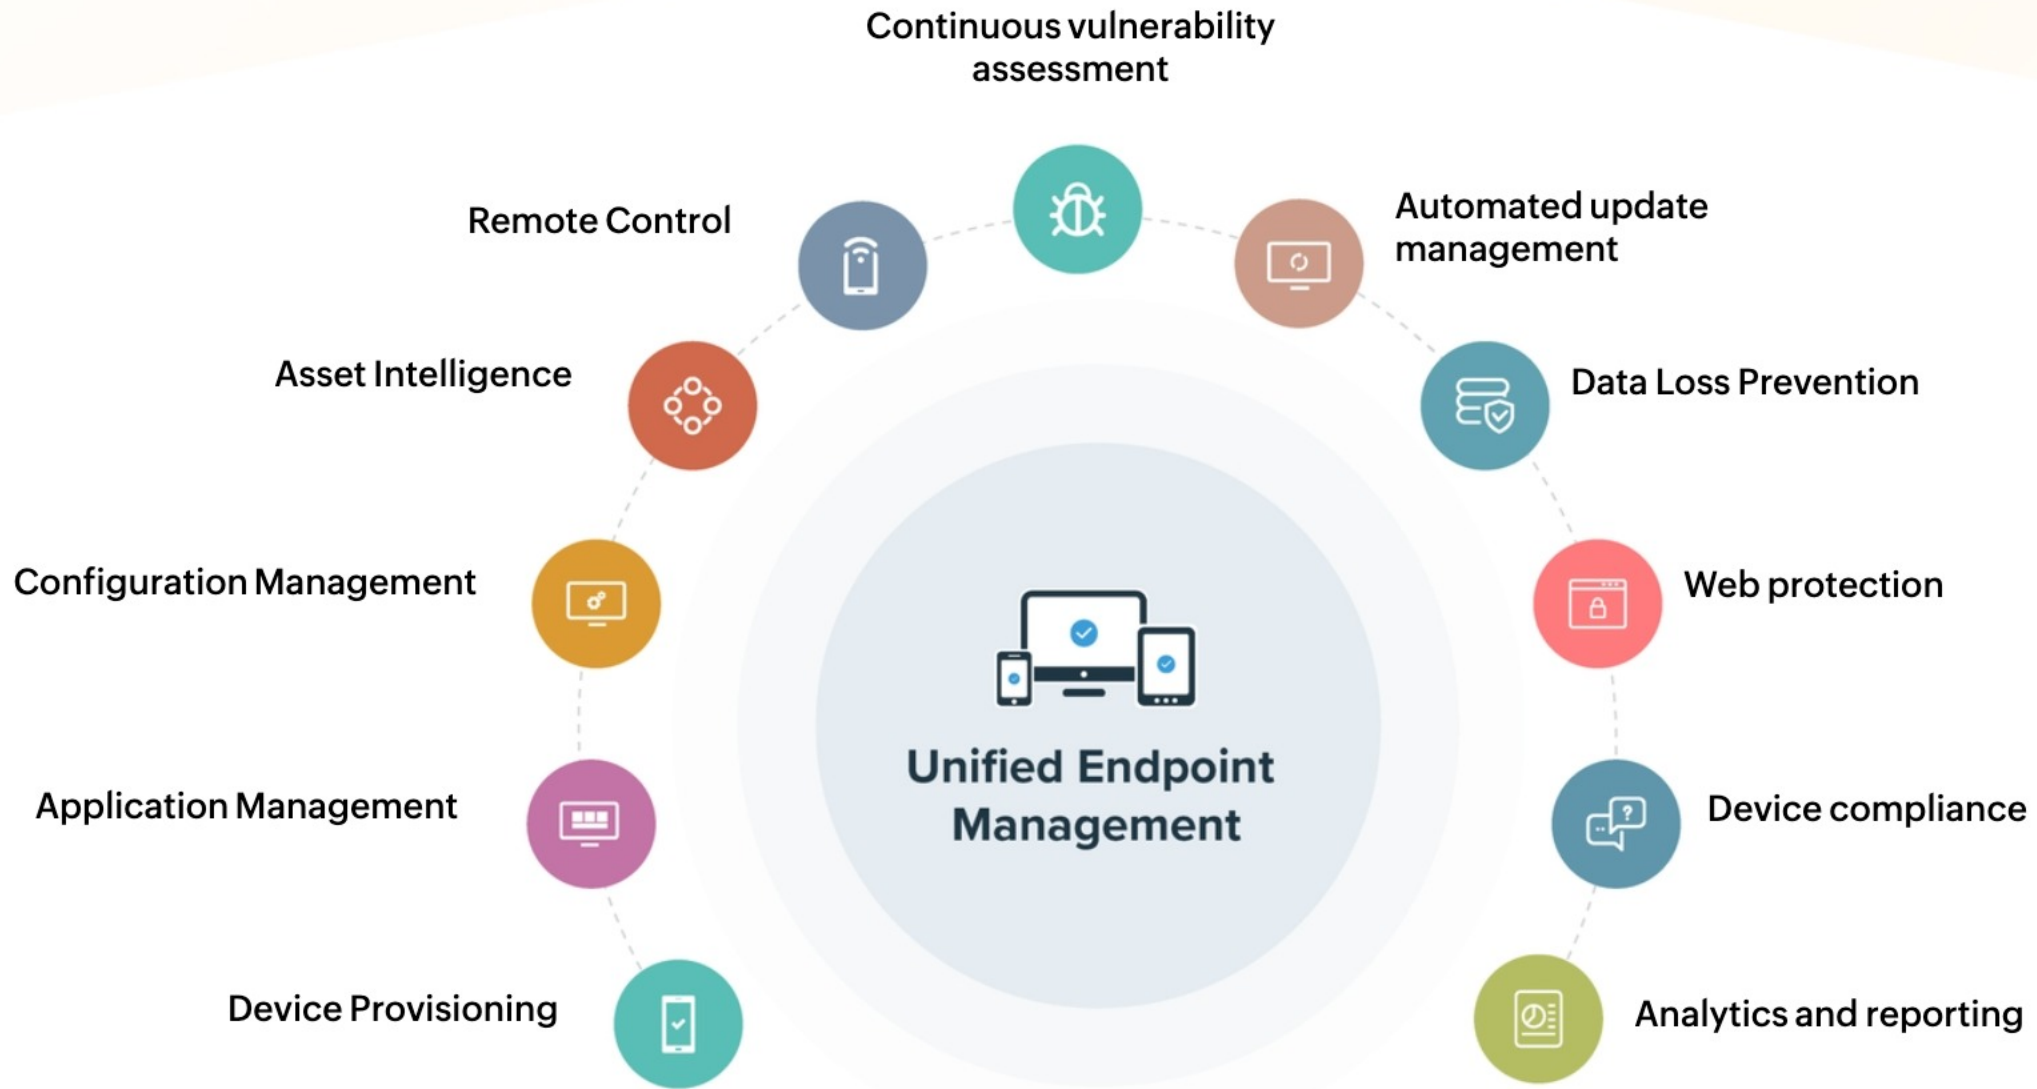 Continuous vulnerability
assessment
Remote Control
Automated update
management
Asset Intelligence
Data Loss Prevention
Configuration Management
Web protection
Unified Endpoint
Management
Application Management
Device compliance
Device Provisioning
Analytics and reporting